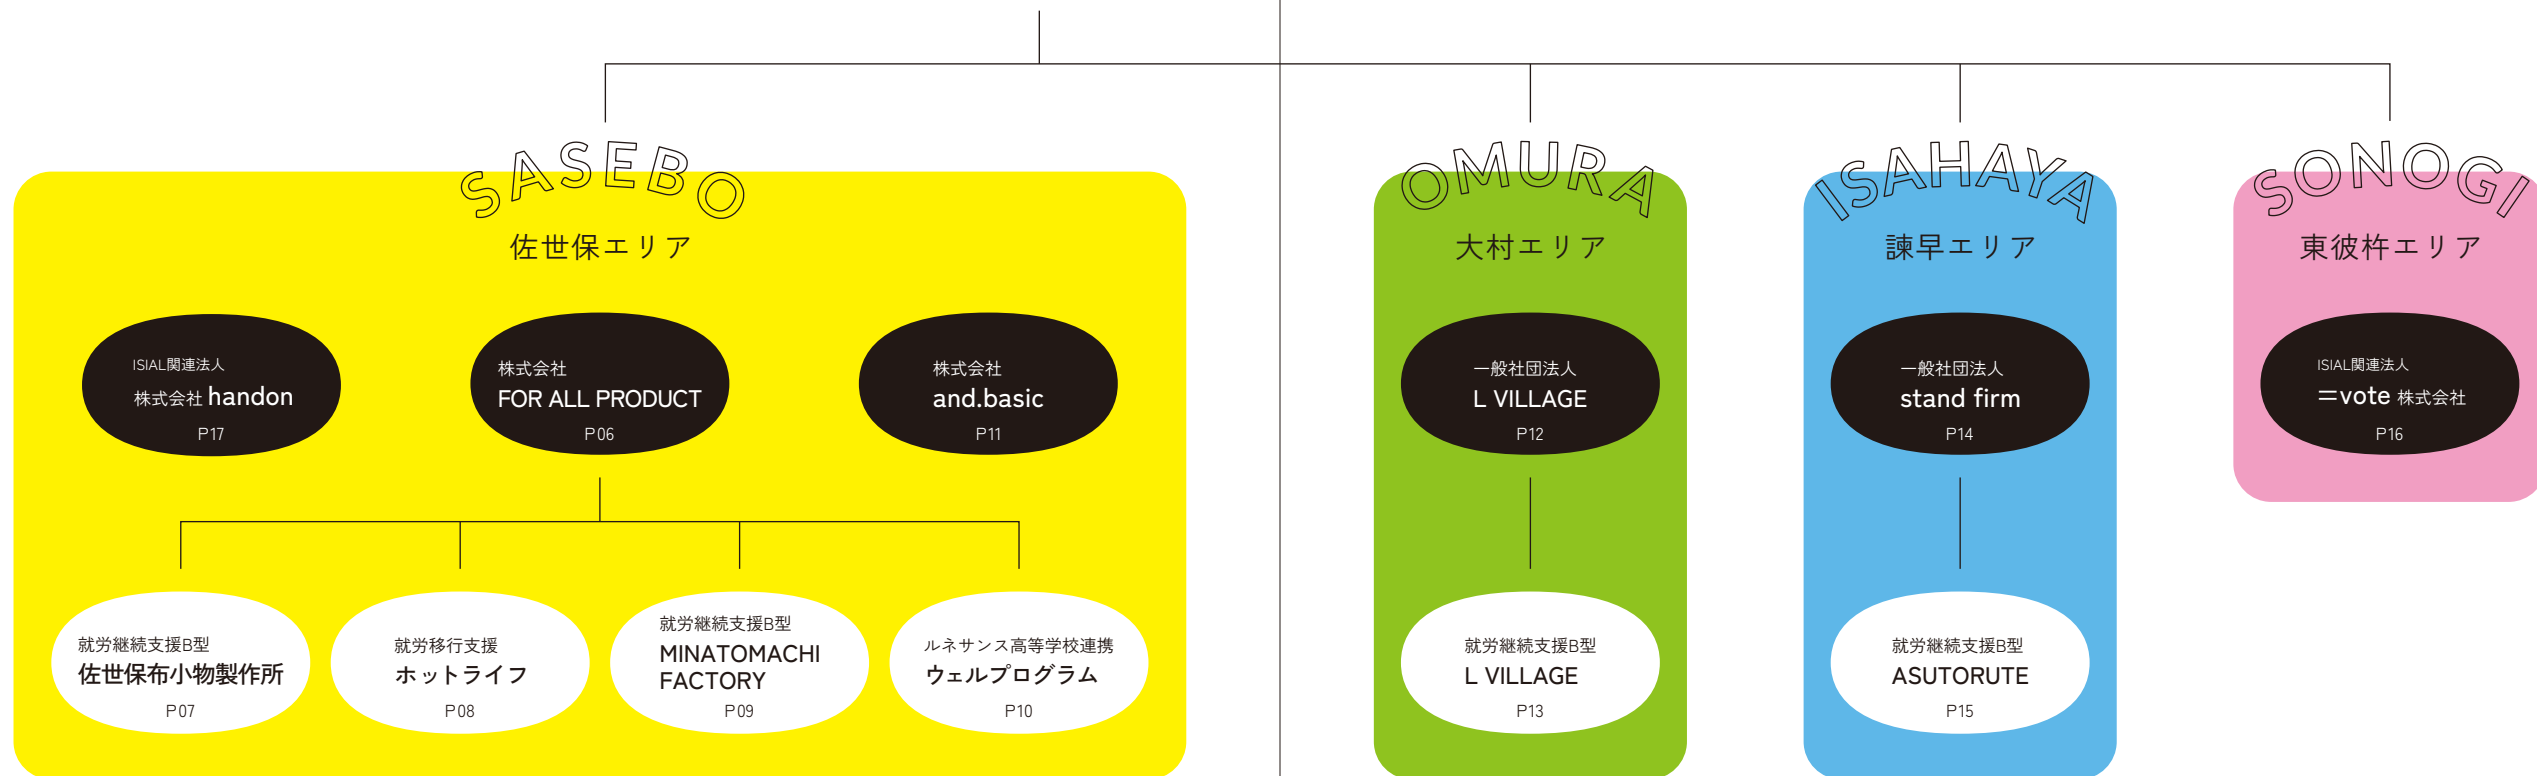 SASEBO
佐世保エリア
ISIAL関連法人
株式会社 handon
P17
株式会社
FOR ALL PRODUCT
P06
株式会社
and.basic
P11
就労継続支援B型
佐世保布小物製作所
P07
就労移行支援
ホットライフ
P08
就労継続支援B型
MINATOMACHI
FACTORY
P09
ルネサンス高等学校連携
ウェルプログラム
P10
OMURA
大村エリア
一般社団法人
L VILLAGE
P12
就労継続支援B型
L VILLAGE
P13
ISAHAYA
諫早エリア
一般社団法人
stand firm
P14
就労継続支援B型
ASUTORUTE
P15
SONOGI
東彼杵エリア
ISIAL関連法人
=vote 株式会社
P16